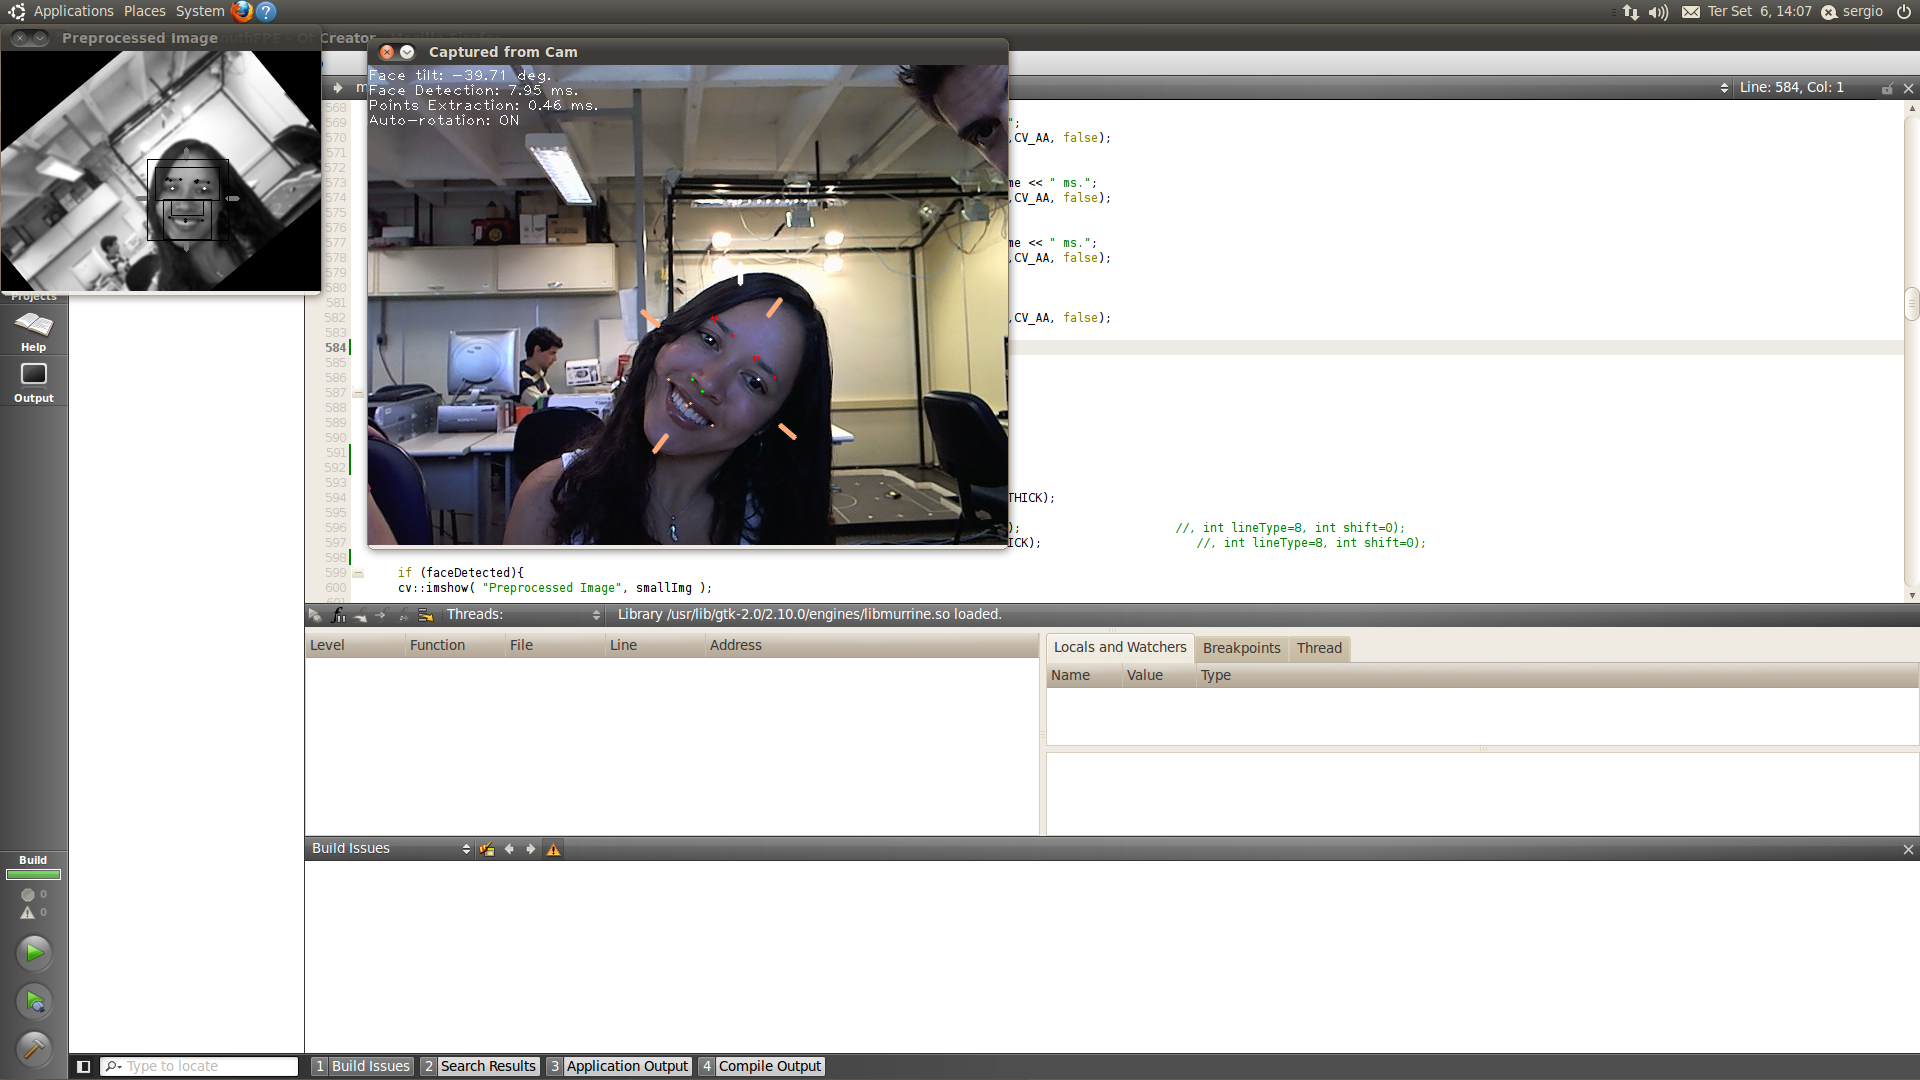 Applications Places System
Ter Set 6, 14:07 sergio
Preprocessed Image
Captured from Cam
Face tilt: -39.71 deg.
Face Detection: 7.95 ms.
Points Extraction: 0.46 ms.
Auto-rotation: ON
Line: 584, Col: 1
568
569 ";
570 ,CV_AA, false);
571
572
573 me << " ms.";
574 ,CV_AA, false);
575
576
577 me << " ms.";
578 ,CV_AA, false);
579
580
581
582 ,CV_AA, false);
583
584
585
586
587
588
589
590
591
592
593
594 THICK);
595
596 ); //, int lineType=8, int shift=0);
597 ICK); //, int lineType=8, int shift=0);
598
599 if (faceDetected){
600 cv::imshow( "Preprocessed Image", smallImg );
Projects
Help
Output
Threads: Library /usr/lib/gtk-2.0/2.10.0/engines/libmurrine.so loaded.
Level Function File Line Address
Locals and Watchers Breakpoints Thread
Name Value Type
Build Issues
Build
0
0
Type to locate
1 Build Issues 2 Search Results 3 Application Output 4 Compile Output